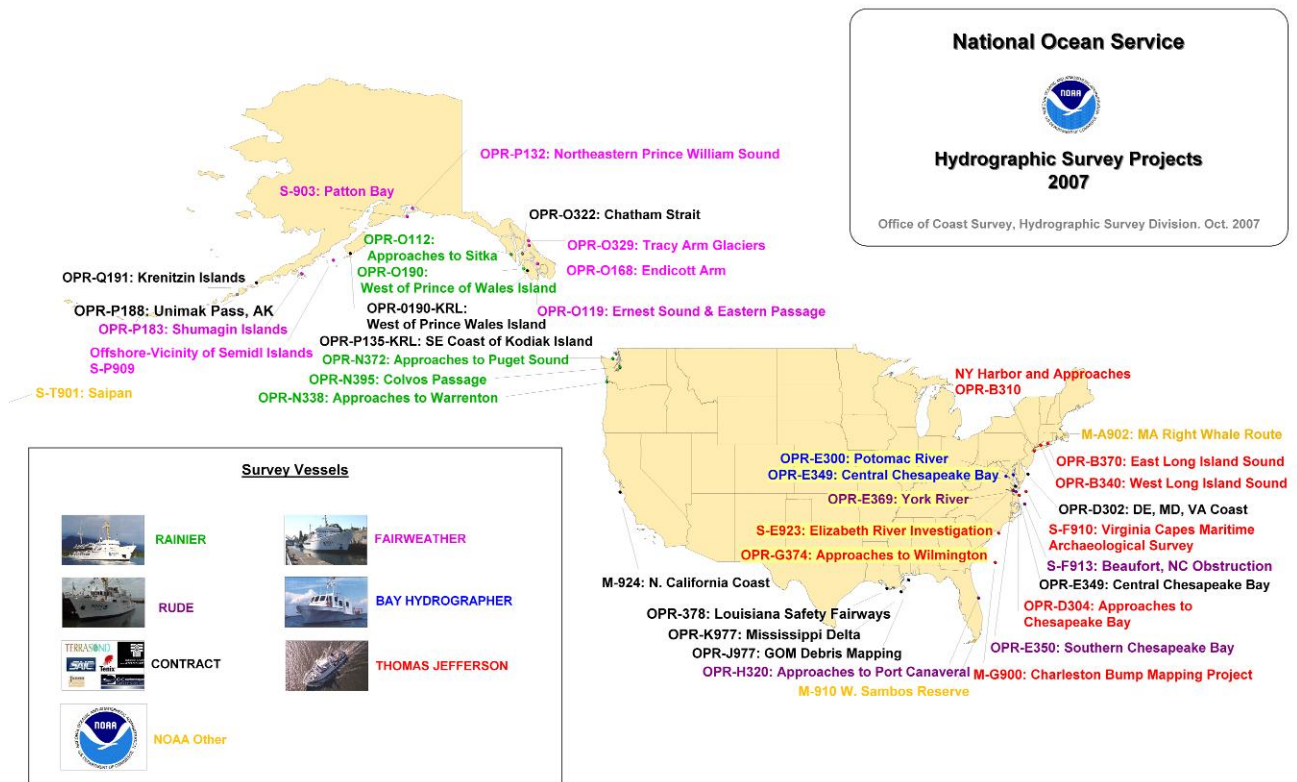 National Ocean Service
NOAA
Hydrographic Survey Projects
2007
Office of Coast Survey, Hydrographic Survey Division. Oct. 2007
OPR-P132: Northeastern Prince William Sound
S-903: Patton Bay
OPR-O322: Chatham Strait
OPR-O112:
Approaches to Sitka
OPR-O329: Tracy Arm Glaciers
OPR-O190:
West of Prince of Wales Island
OPR-O168: Endicott Arm
OPR-Q191: Krenitzin Islands
OPR-P188: Unimak Pass, AK
OPR-0190-KRL:
West of Prince Wales Island
OPR-O119: Ernest Sound & Eastern Passage
OPR-P183: Shumagin Islands
OPR-P135-KRL: SE Coast of Kodiak Island
Offshore-Vicinity of Semidl Islands
S-P909
OPR-N372: Approaches to Puget Sound
OPR-N395: Colvos Passage
OPR-N338: Approaches to Warrenton
S-T901: Saipan
NY Harbor and Approaches
OPR-B310
M-A902: MA Right Whale Route
OPR-E300: Potomac River
OPR-B370: East Long Island Sound
OPR-E349: Central Chesapeake Bay
OPR-B340: West Long Island Sound
OPR-E369: York River
OPR-D302: DE, MD, VA Coast
S-E923: Elizabeth River Investigation
S-F910: Virginia Capes Maritime
Archaeological Survey
OPR-G374: Approaches to Wilmington
S-F913: Beaufort, NC Obstruction
M-924: N. California Coast
OPR-E349: Central Chesapeake Bay
OPR-378: Louisiana Safety Fairways
OPR-D304: Approaches to
Chesapeake Bay
OPR-K977: Mississippi Delta
OPR-J977: GOM Debris Mapping
OPR-E350: Southern Chesapeake Bay
OPR-H320: Approaches to Port Canaveral
M-G900: Charleston Bump Mapping Project
M-910 W. Sambos Reserve
Survey Vessels
RAINIER
FAIRWEATHER
RUDE
BAY HYDROGRAPHER
TERRASOND
SAIC
Tenix
CONTRACT
THOMAS JEFFERSON
NOAA
NOAA Other